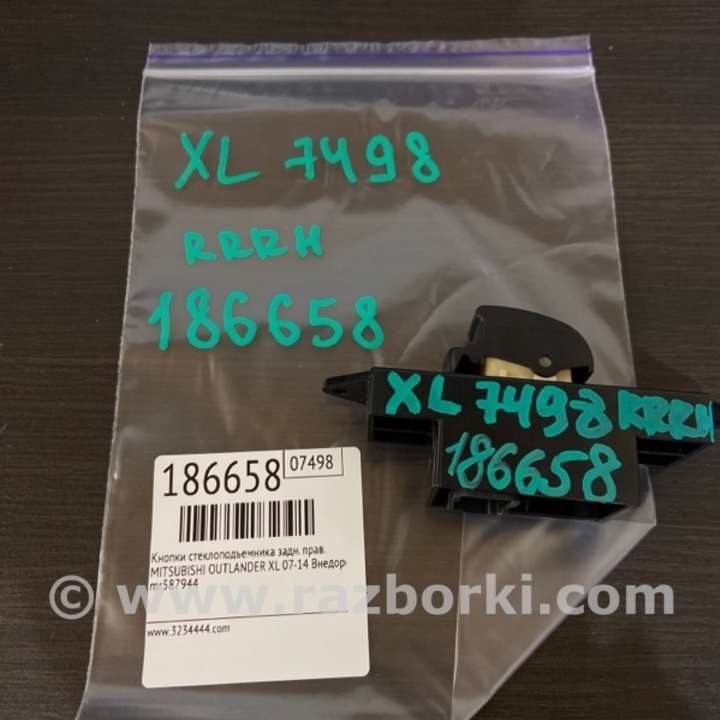 XL 7498
RRRH
186658
XL 7498 RRRH
186658
186658 07498
Кнопки стеклоподъемника задн. прав.
MITSUBISHI OUTLANDER XL 07-14 Внедор
mr587944
© www.razborki.com
www.3234444.com